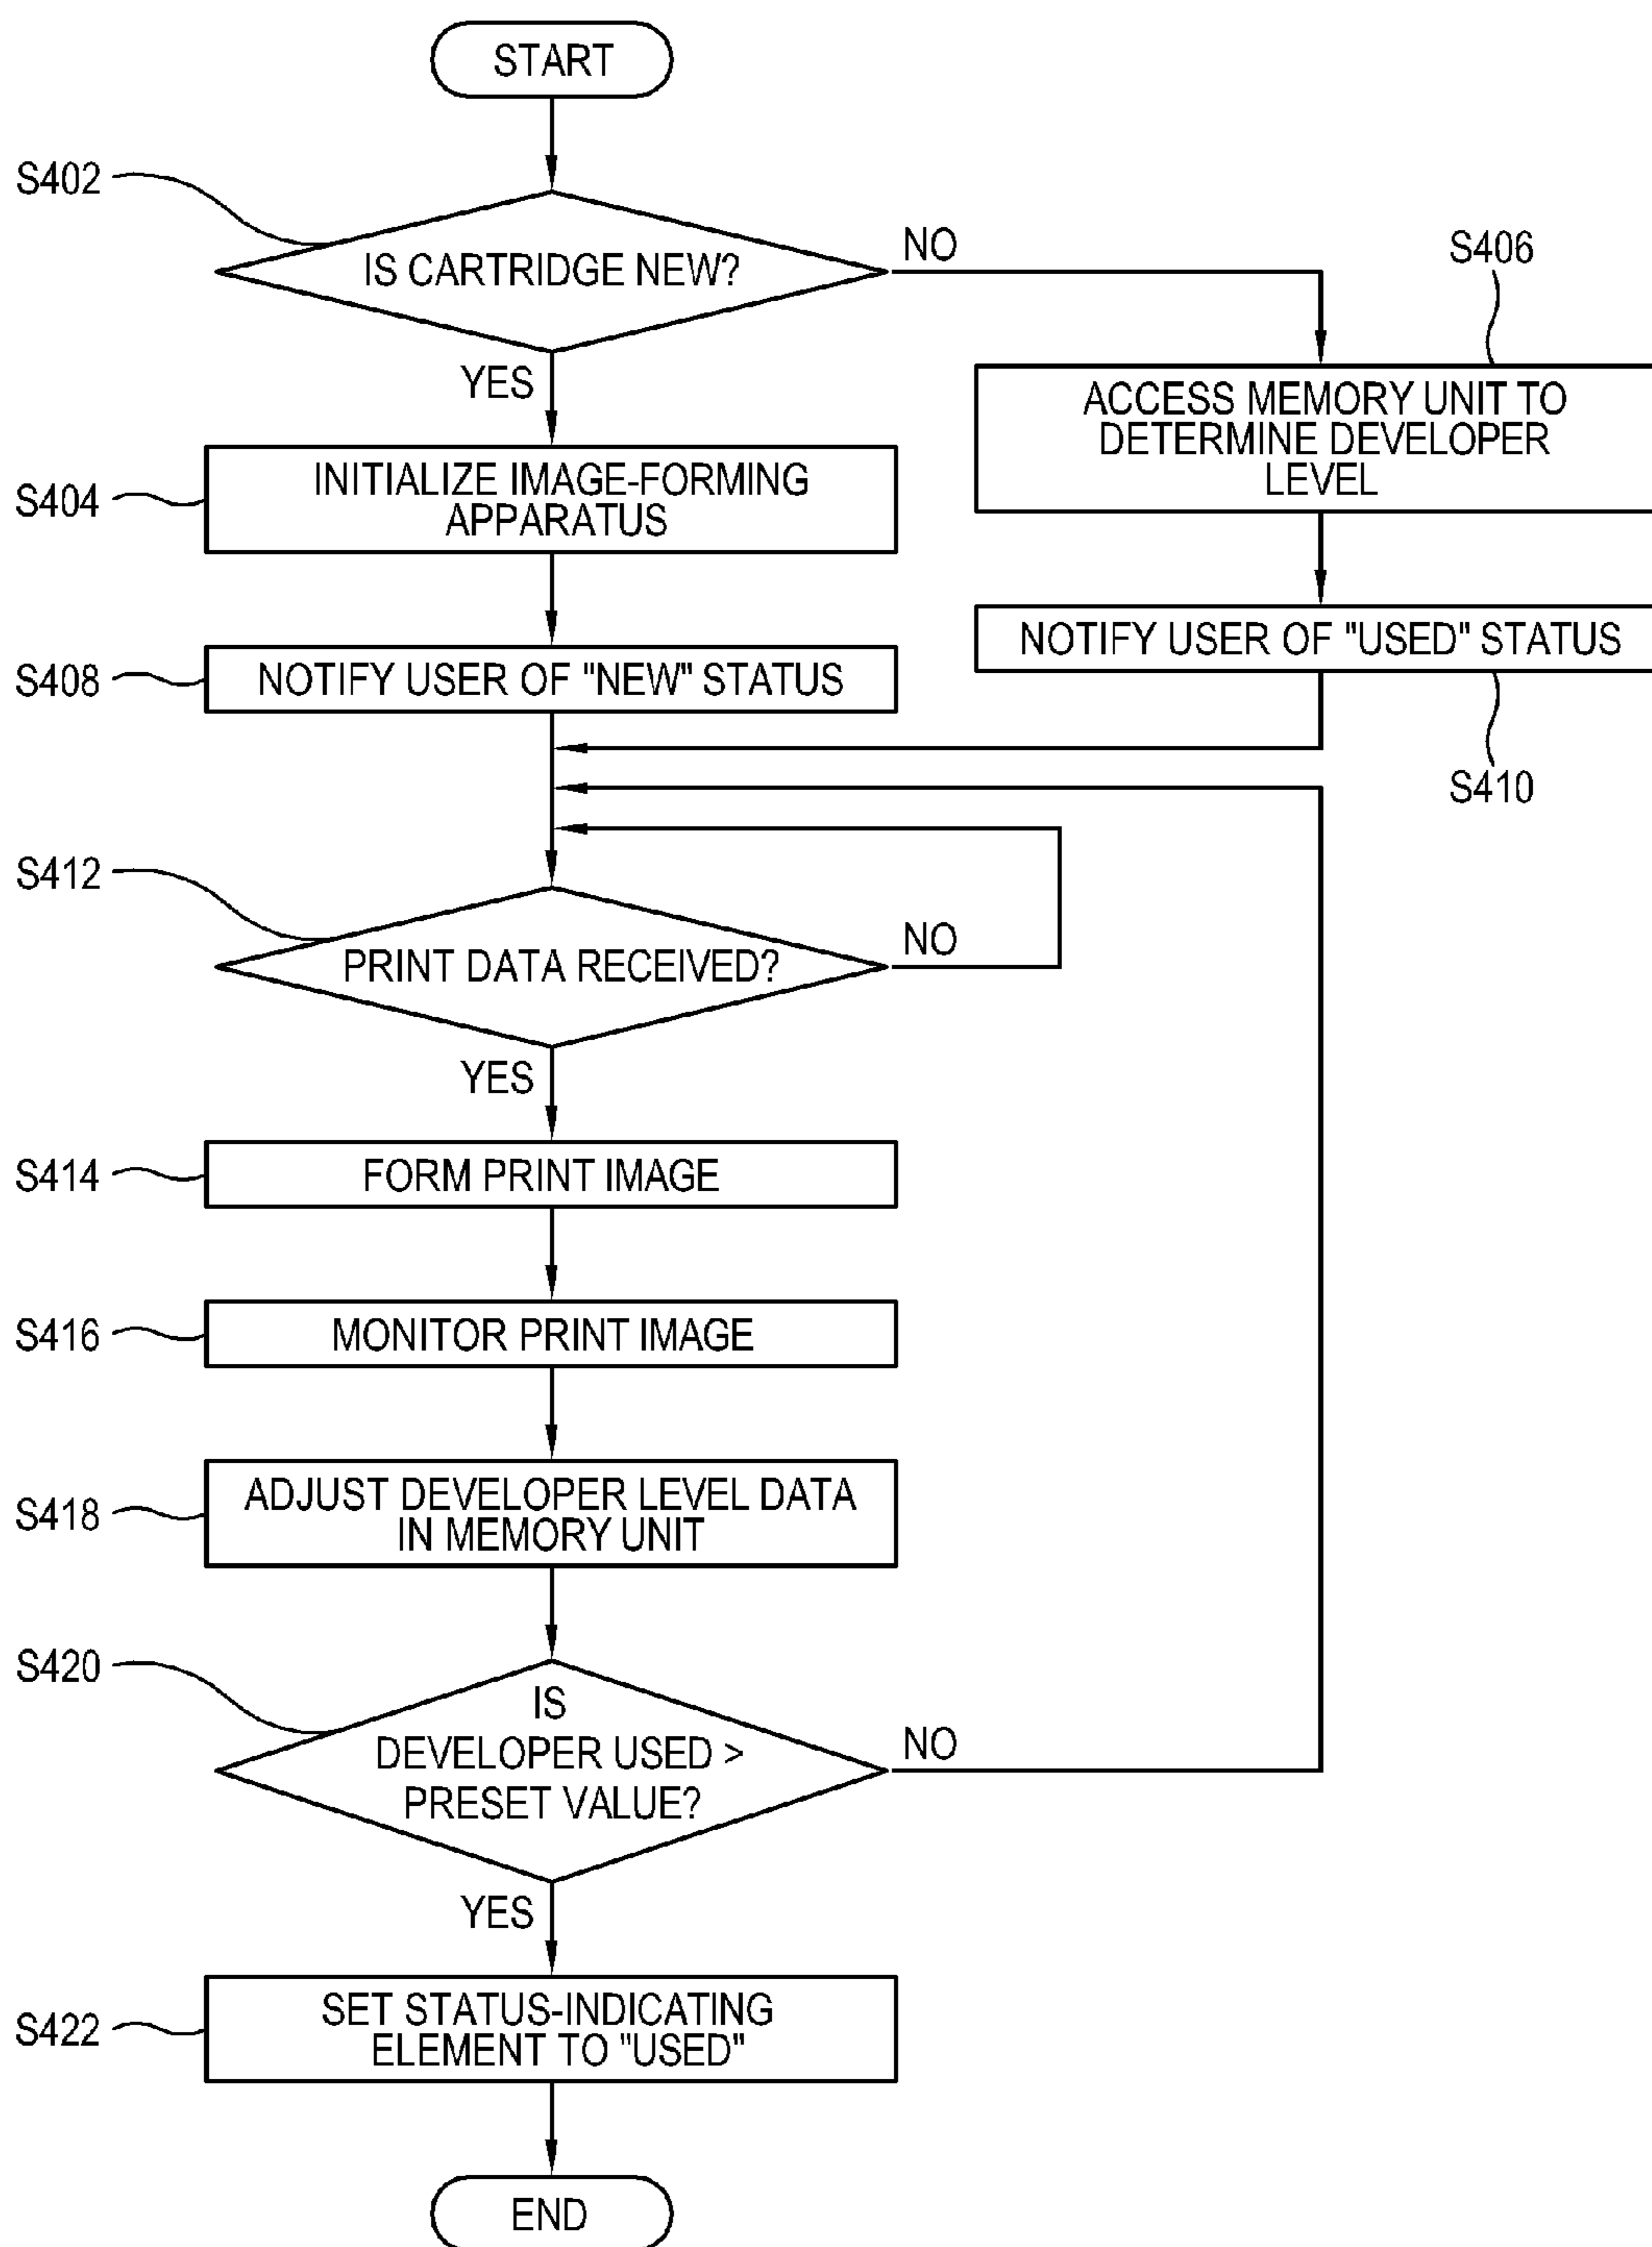 START
S402
IS CARTRIDGE NEW?
NO
YES
S406
ACCESS MEMORY UNIT TO
DETERMINE DEVELOPER
LEVEL
S404
INITIALIZE IMAGE-FORMING
APPARATUS
NOTIFY USER OF "USED" STATUS
S410
S408
NOTIFY USER OF "NEW" STATUS
S412
PRINT DATA RECEIVED?
NO
YES
S414
FORM PRINT IMAGE
S416
MONITOR PRINT IMAGE
S418
ADJUST DEVELOPER LEVEL DATA
IN MEMORY UNIT
S420
IS
DEVELOPER USED >
PRESET VALUE?
NO
YES
S422
SET STATUS-INDICATING
ELEMENT TO "USED"
END